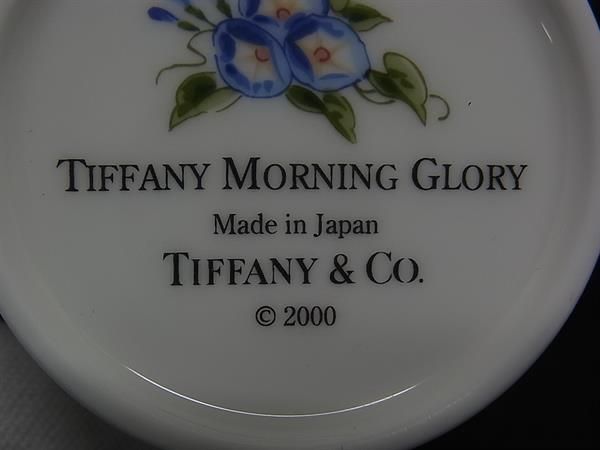 TIFFANY MORNING GLORY
Made in Japan
TIFFANY & CO.
© 2000